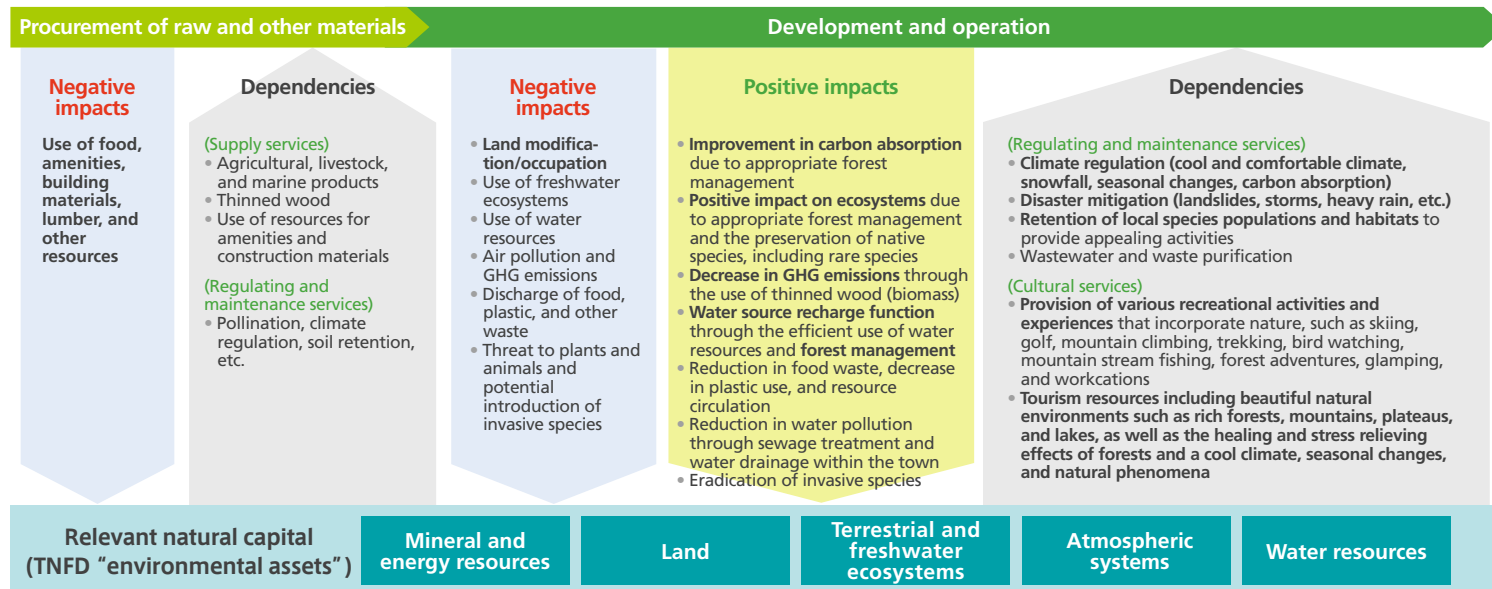 Procurement of raw and other materials
Development and operation
Negative
impacts
Use of food,
amenities,
building
materials,
lumber, and
other
resources
Dependencies
(Supply services)
• Agricultural, livestock,
and marine products
• Thinned wood
• Use of resources for
amenities and
construction materials
(Regulating and
maintenance services)
• Pollination, climate
regulation, soil retention,
etc.
Negative
impacts
• Land modifica-
tion/occupation
• Use of freshwater
ecosystems
• Use of water
resources
• Air pollution and
GHG emissions
• Discharge of food,
plastic, and other
waste
• Threat to plants and
animals and
potential
introduction of
invasive species
Positive impacts
• Improvement in carbon absorption
due to appropriate forest
management
• Positive impact on ecosystems due
to appropriate forest management
and the preservation of native
species, including rare species
• Decrease in GHG emissions through
the use of thinned wood (biomass)
• Water source recharge function
through the efficient use of water
resources and forest management
• Reduction in food waste, decrease
in plastic use, and resource
circulation
• Reduction in water pollution
through sewage treatment and
water drainage within the town
• Eradication of invasive species
Dependencies
(Regulating and maintenance services)
• Climate regulation (cool and comfortable climate,
snowfall, seasonal changes, carbon absorption)
• Disaster mitigation (landslides, storms, heavy rain, etc.)
• Retention of local species populations and habitats to
provide appealing activities
• Wastewater and waste purification
(Cultural services)
• Provision of various recreational activities and
experiences that incorporate nature, such as skiing,
golf, mountain climbing, trekking, bird watching,
mountain stream fishing, forest adventures, glamping,
and workcations
• Tourism resources including beautiful natural
environments such as rich forests, mountains, plateaus,
and lakes, as well as the healing and stress relieving
effects of forests and a cool climate, seasonal changes,
and natural phenomena
Relevant natural capital
(TNFD “environmental assets”)
Mineral and
energy resources
Land
Terrestrial and
freshwater
ecosystems
Atmospheric
systems
Water resources